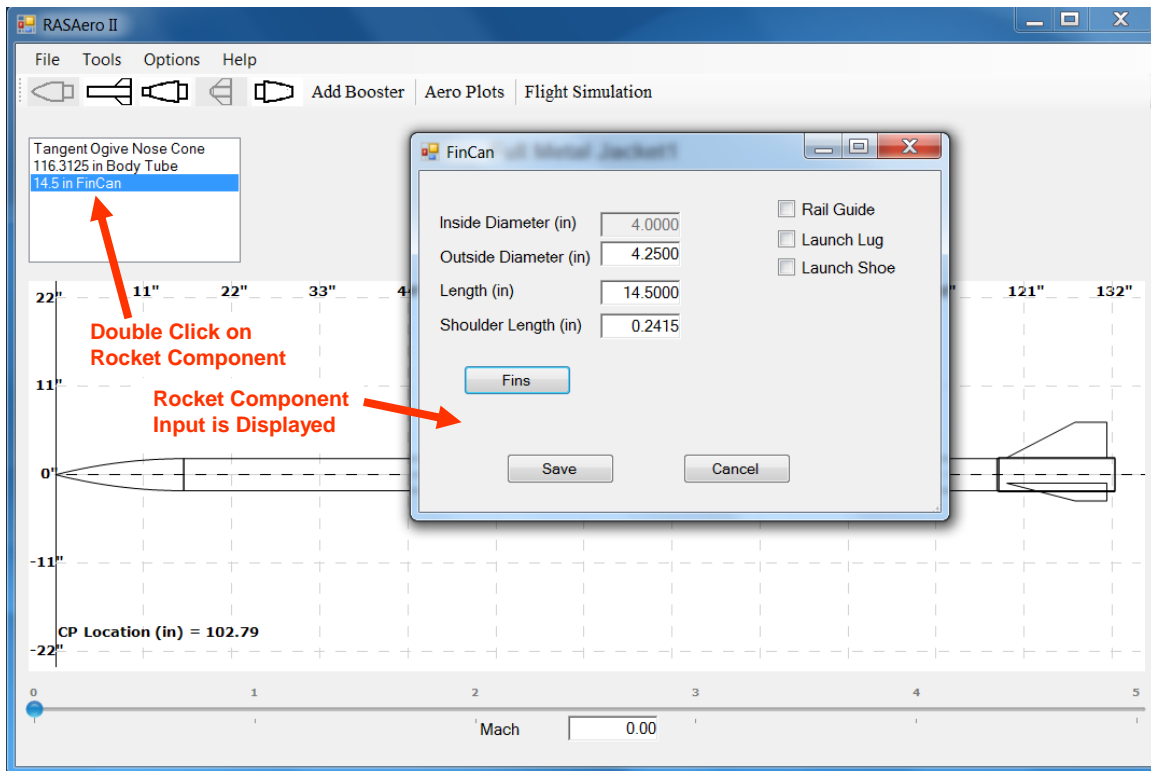 RASAero II
File Tools Options Help
Add Booster Aero Plots Flight Simulation
Tangent Ogive Nose Cone
116.3125 in Body Tube
14.5 in FinCan
FinCan
Inside Diameter (in) 4.0000
Outside Diameter (in) 4.2500
Length (in) 14.5000
Shoulder Length (in) 0.2415
Rail Guide
Launch Lug
Launch Shoe
Fins
Save Cancel
22" 11" 22" 33" 121" 132"
Double Click on
Rocket Component
11"
Rocket Component
Input is Displayed
0"
-11"
CP Location (in) = 102.79
-22"
0 1 2 3 4 5
Mach 0.00